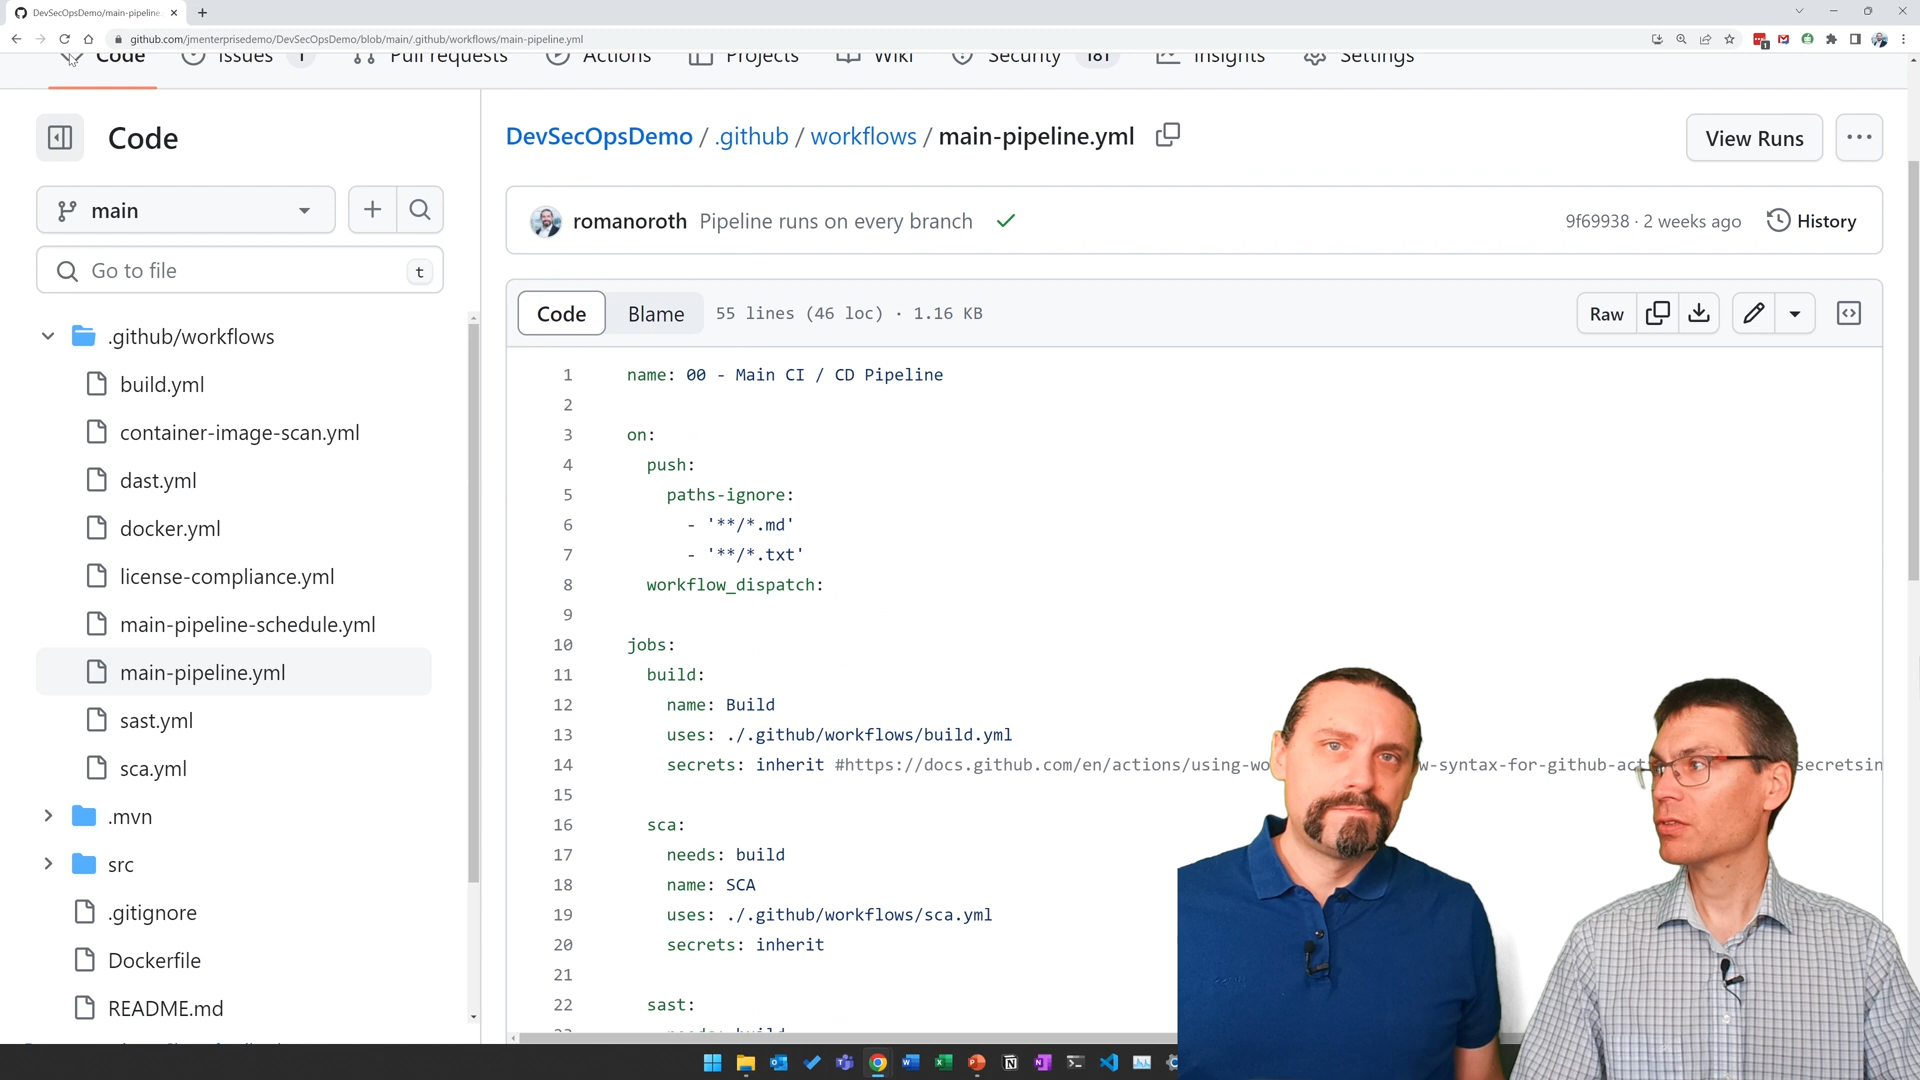 DevSecOpsDemo/main-pipeline.
github.com/jmenterprisedemo/DevSecOpsDemo/blob/main/.github/workflows/main-pipeline.yml
1
Code
Issues 1
Pull requests
Actions
Projects
Wiki
Security 181
Insights
Settings
Code
DevSecOpsDemo / .github / workflows / main-pipeline.yml
View Runs
main
romanoroth Pipeline runs on every branch
9f69938 · 2 weeks ago
History
Go to file
t
Code
Blame
55 lines (46 loc) · 1.16 KB
Raw
.github/workflows
build.yml
container-image-scan.yml
dast.yml
docker.yml
license-compliance.yml
main-pipeline-schedule.yml
main-pipeline.yml
sast.yml
sca.yml
.mvn
src
.gitignore
Dockerfile
README.md
1 name: 00 - Main CI / CD Pipeline
2
3 on:
4 push:
5 paths-ignore:
6 - '**/*.md'
7 - '**/*.txt'
8 workflow_dispatch:
9
10 jobs:
11 build:
12 name: Build
13 uses: ./.github/workflows/build.yml
14 secrets: inherit #https://docs.github.com/en/actions/using-wo w-syntax-for-github-act secretsin
15
16 sca:
17 needs: build
18 name: SCA
19 uses: ./.github/workflows/sca.yml
20 secrets: inherit
21
22 sast: